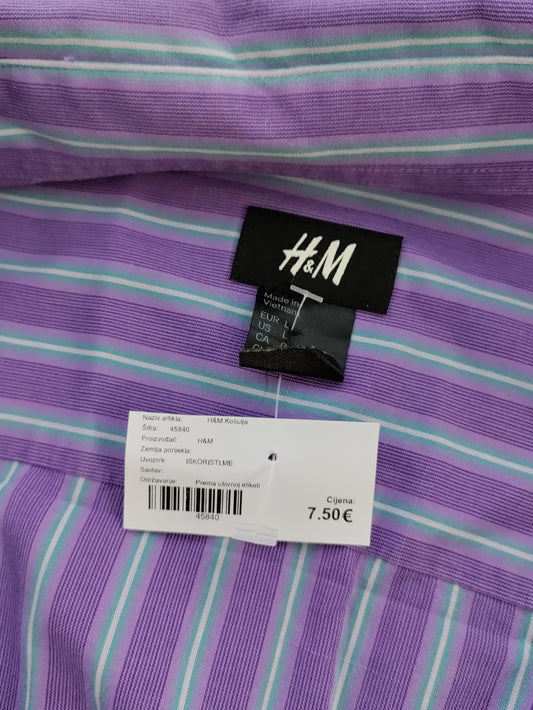 H&M
Made in
Vietnam
EUR L
US L
CA
Naziv artikla: H&M Košulja
Šifra: 45840
Proizvođač: H&M
Zemlja porijekla:
Uvoznik: ISKORISTI.ME
Sastav:
Održavanje: Prema ušivnoj etiketi
45840
Cijena:
7.50€